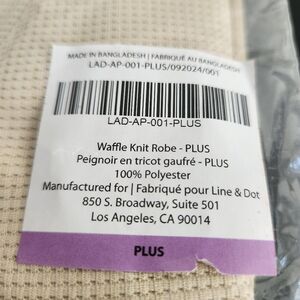 MADE IN BANGLADESH | FABRIQUÉ AU BANGLADESH
LAD-AP-001-PLUS/092024/001
LAD-AP-001-PLUS
Waffle Knit Robe - PLUS
Peignoir en tricot gaufré - PLUS
100% Polyester
Manufactured for | Fabriqué pour Line & Dot
850 S. Broadway, Suite 501
Los Angeles, CA 90014
PLUS